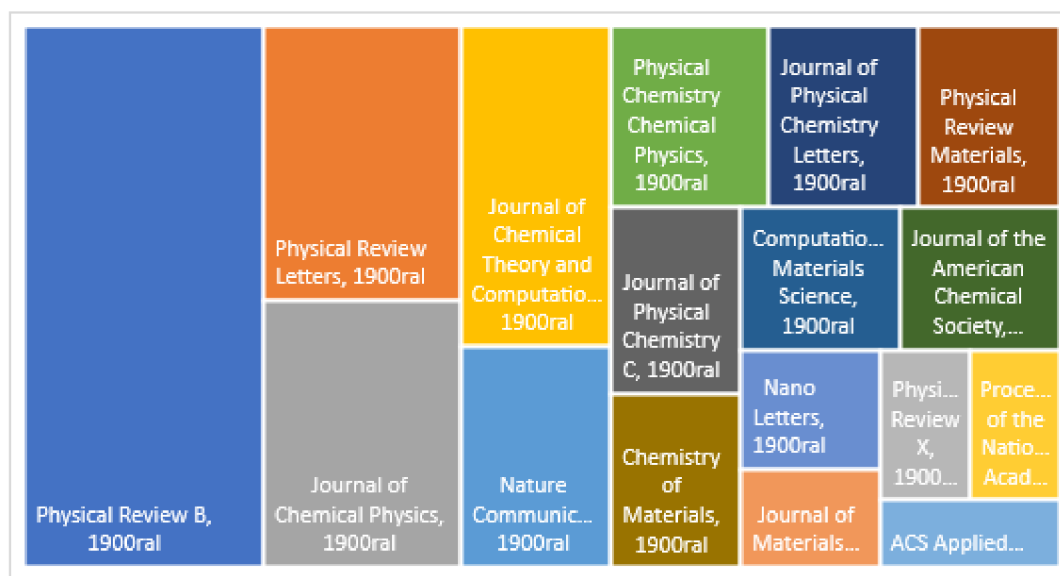 Physical Review B,
1900ral
Physical Review
Letters, 1900ral
Journal of
Chemical Physics,
1900ral
Journal of
Chemical
Theory and
Computatio...
1900ral
Nature
Communic...
1900ral
Physical
Chemistry
Chemical
Physics,
1900ral
Journal of
Physical
Chemistry
Letters,
1900ral
Physical
Review
Materials,
1900ral
Journal of
Physical
Chemistry
C, 1900ral
Computatio...
Materials
Science,
1900ral
Journal of the
American
Chemical
Society,...
Chemistry
of
Materials,
1900ral
Nano
Letters,
1900ral
Physi...
Review
X,
1900...
Proce...
of the
Natio...
Acad...
Journal of
Materials...
ACS Applied...